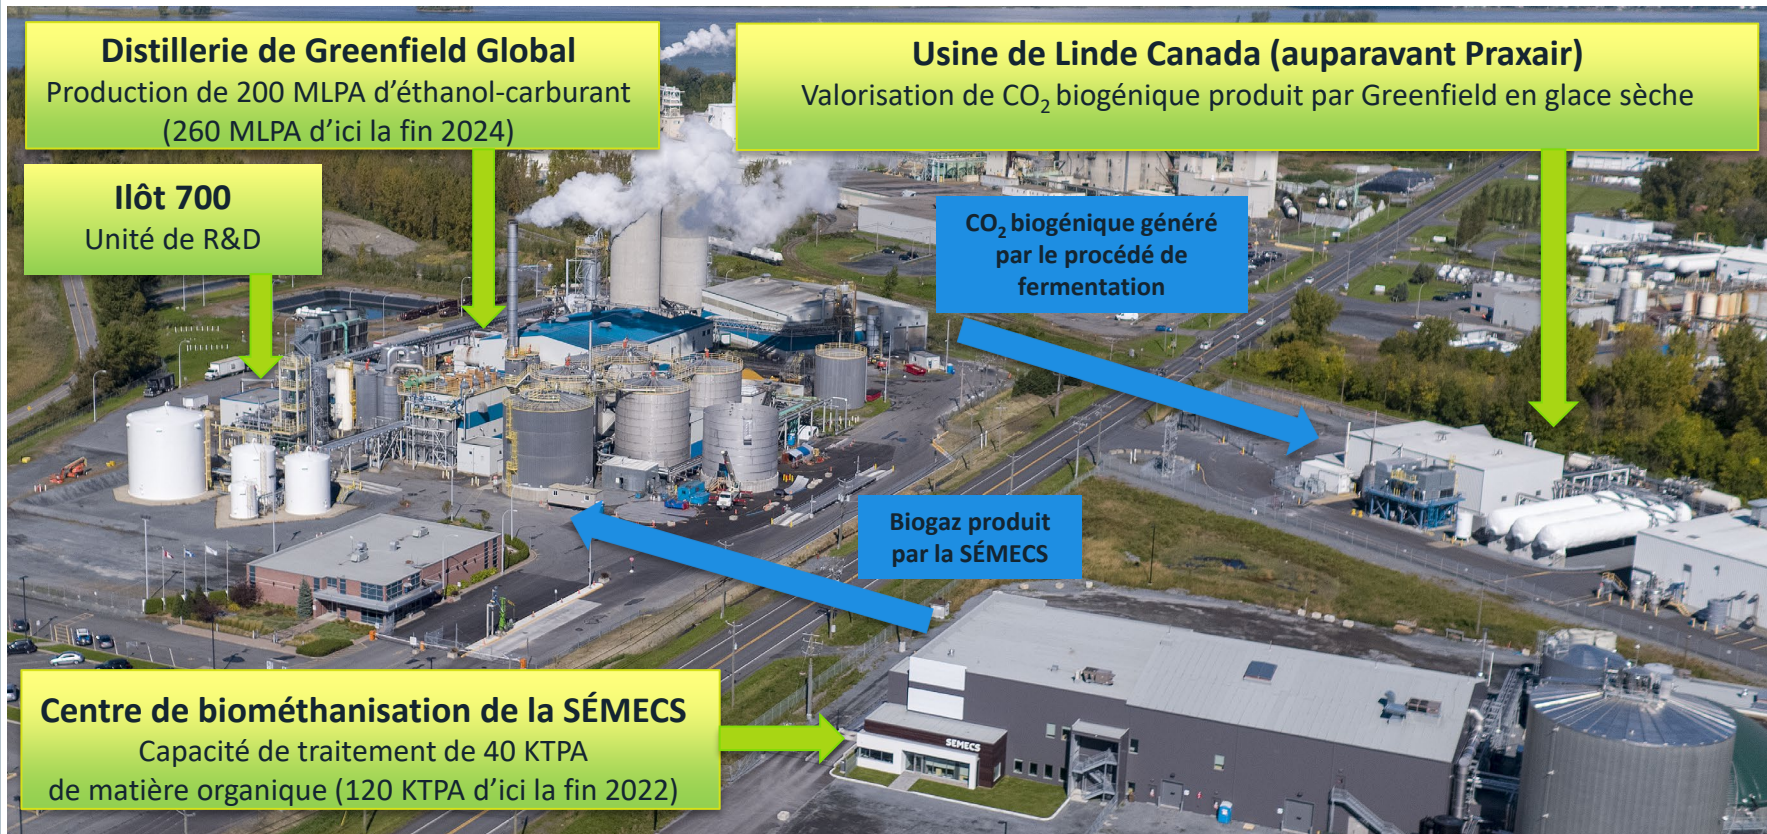 Distillerie de Greenfield Global
Production de 200 MLPA d’éthanol-carburant
(260 MLPA d’ici la fin 2024)
Usine de Linde Canada (auparavant Praxair)
Valorisation de CO₂ biogénique produit par Greenfield en glace sèche
Ilôt 700
Unité de R&D
CO₂ biogénique généré
par le procédé de
fermentation
Biogaz produit
par la SÉMECS
Centre de biométhanisation de la SÉMECS
Capacité de traitement de 40 KTPA
de matière organique (120 KTPA d’ici la fin 2022)
SEMECS